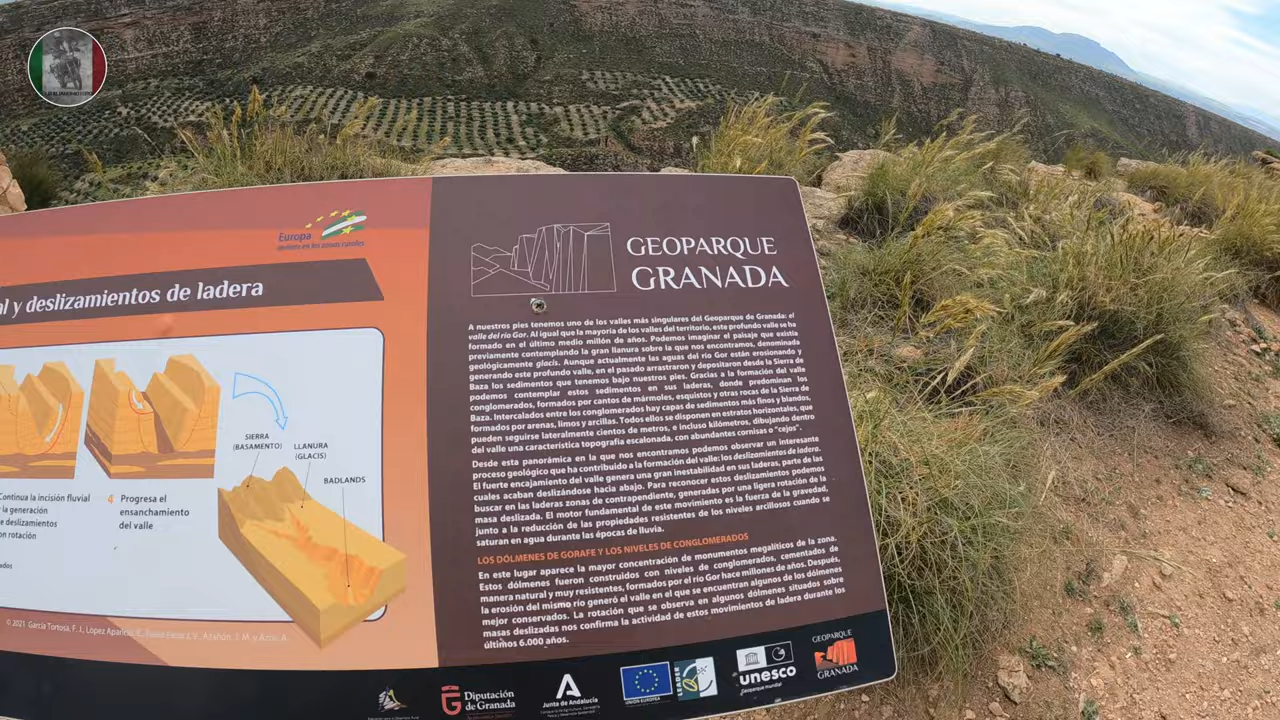 Europa
invierte en las zonas rurales
al y deslizamientos de ladera
SIERRA
(BASAMENTO)
LLANURA
(GLACIS)
BADLANDS
Continua la incisión fluvial
la generación
e deslizamientos
on rotación
4 Progresa el
ensanchamiento
del valle
© 2021 García Tortosa, F. J., López Aparicio,
GEOPARQUE
GRANADA
A nuestros pies tenemos uno de los valles más singulares del Geoparque de Granada: el
valle del río Gor. Al igual que la mayoría de los valles del territorio, este profundo valle se ha
formado en el último medio millón de años. Podemos imaginar el paisaje que existía
previamente contemplando la gran llanura sobre la que nos encontramos, denominada
geológicamente glacis. Aunque actualmente las aguas del río Gor están erosionando y
generando este profundo valle, en el pasado arrastraron y depositaron desde la Sierra de
Baza los sedimentos que tenemos bajo nuestros pies. Gracias a la formación del valle
podemos contemplar estos sedimentos en sus laderas, donde predominan los
conglomerados, formados por cantos de mármoles, esquistos y otras rocas de la Sierra de
Baza. Intercalados entre los conglomerados hay capas de sedimentos más finos y blandos,
formados por arenas, limos y arcillas. Todos ellos se disponen en estratos horizontales, que
pueden seguirse lateralmente cientos de metros, e incluso kilómetros, dibujando dentro
del valle una característica topografía escalonada, con abundantes cornisas o "cejos".
Desde esta panorámica en la que nos encontramos podemos observar un interesante
proceso geológico que ha contribuido a la formación del valle: los deslizamientos de ladera.
El fuerte encajamiento del valle genera una gran inestabilidad en sus laderas, parte de las
cuales acaban deslizándose hacia abajo. Para reconocer estos deslizamientos podemos
buscar en las laderas zonas de contrapendiente, generadas por una ligera rotación de la
masa deslizada. El motor fundamental de este movimiento es la fuerza de la gravedad,
junto a la reducción de las propiedades resistentes de los niveles arcillosos cuando se
saturan en agua durante las épocas de lluvia.
LOS DÓLMENES DE GORAFE Y LOS NIVELES DE CONGLOMERADOS
En este lugar aparece la mayor concentración de monumentos megalíticos de la zona.
Estos dólmenes fueron construidos con niveles de conglomerados, cementados de
manera natural y muy resistentes, formados por el río Gor hace millones de años. Después,
la erosión del mismo río generó el valle en el que se encuentran algunos de los dólmenes
mejor conservados. La rotación que se observa en algunos dólmenes situados sobre
masas deslizadas nos confirma la actividad de estos movimientos de ladera durante los
últimos 6.000 años.
Diputación
de Granada
Junta de Andalucía
UNIÓN EUROPEA
LEADER
unesco
Geoparque mundial
GEOPARQUE
GRANADA